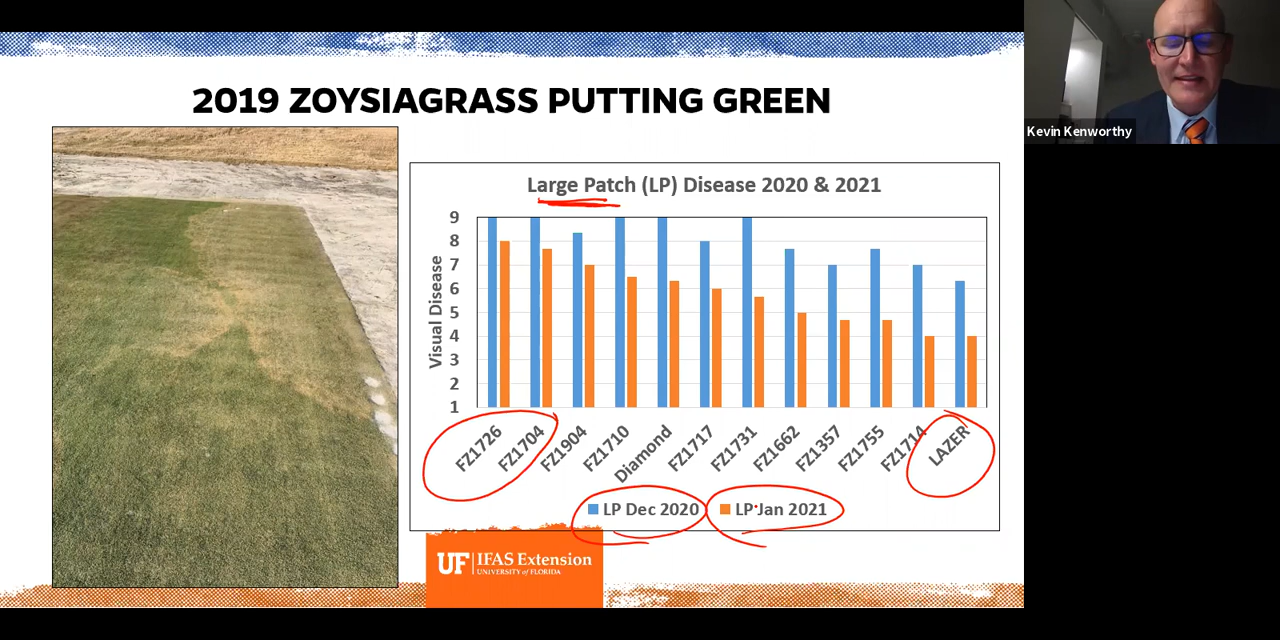 2019 ZOYSIAGRASS PUTTING GREEN
Kevin Kenworthy
Large Patch (LP) Disease 2020 & 2021
Visual Disease
9
8
7
6
5
4
3
2
1
FZ1726
FZ1704
FZ1904
FZ1710
Diamond
FZ1717
FZ1731
FZ1662
FZ1357
FZ1755
FZ1714
LAZER
LP Dec 2020
LP Jan 2021
UF IFAS Extension
UNIVERSITY of FLORIDA